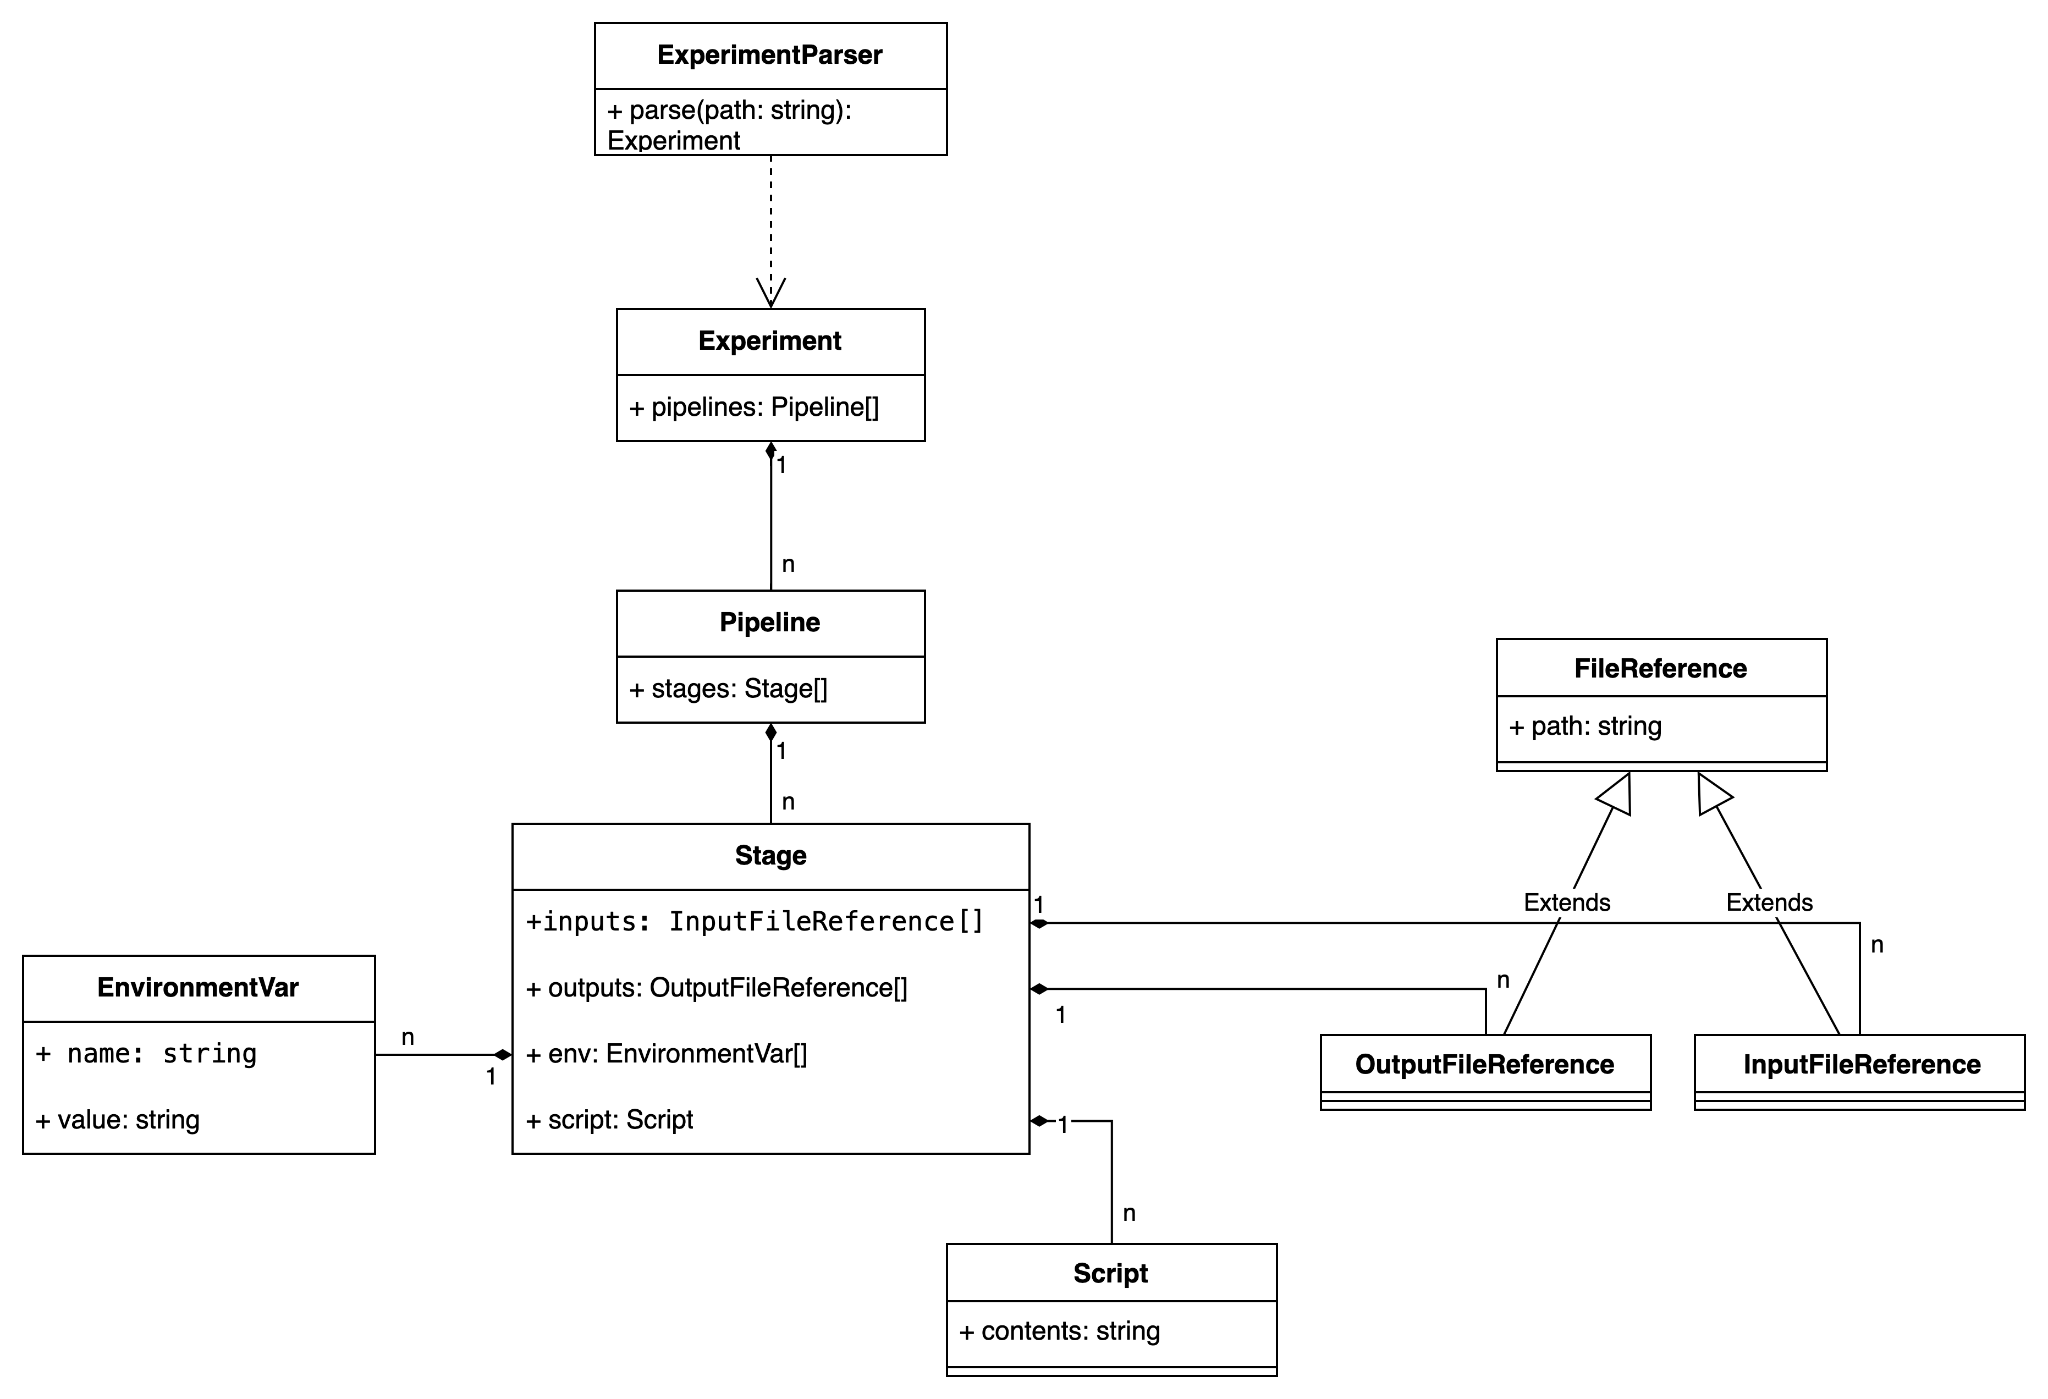 ExperimentParser
+ parse(path: string):
Experiment
Experiment
+ pipelines: Pipeline[]
1
n
Pipeline
+ stages: Stage[]
1
n
Stage
+inputs: InputFileReference[]
+ outputs: OutputFileReference[]
+ env: EnvironmentVar[]
+ script: Script
EnvironmentVar
+ name: string
+ value: string
n
1
1
n
1
n
1
n
FileReference
+ path: string
Extends
Extends
OutputFileReference
InputFileReference
Script
+ contents: string